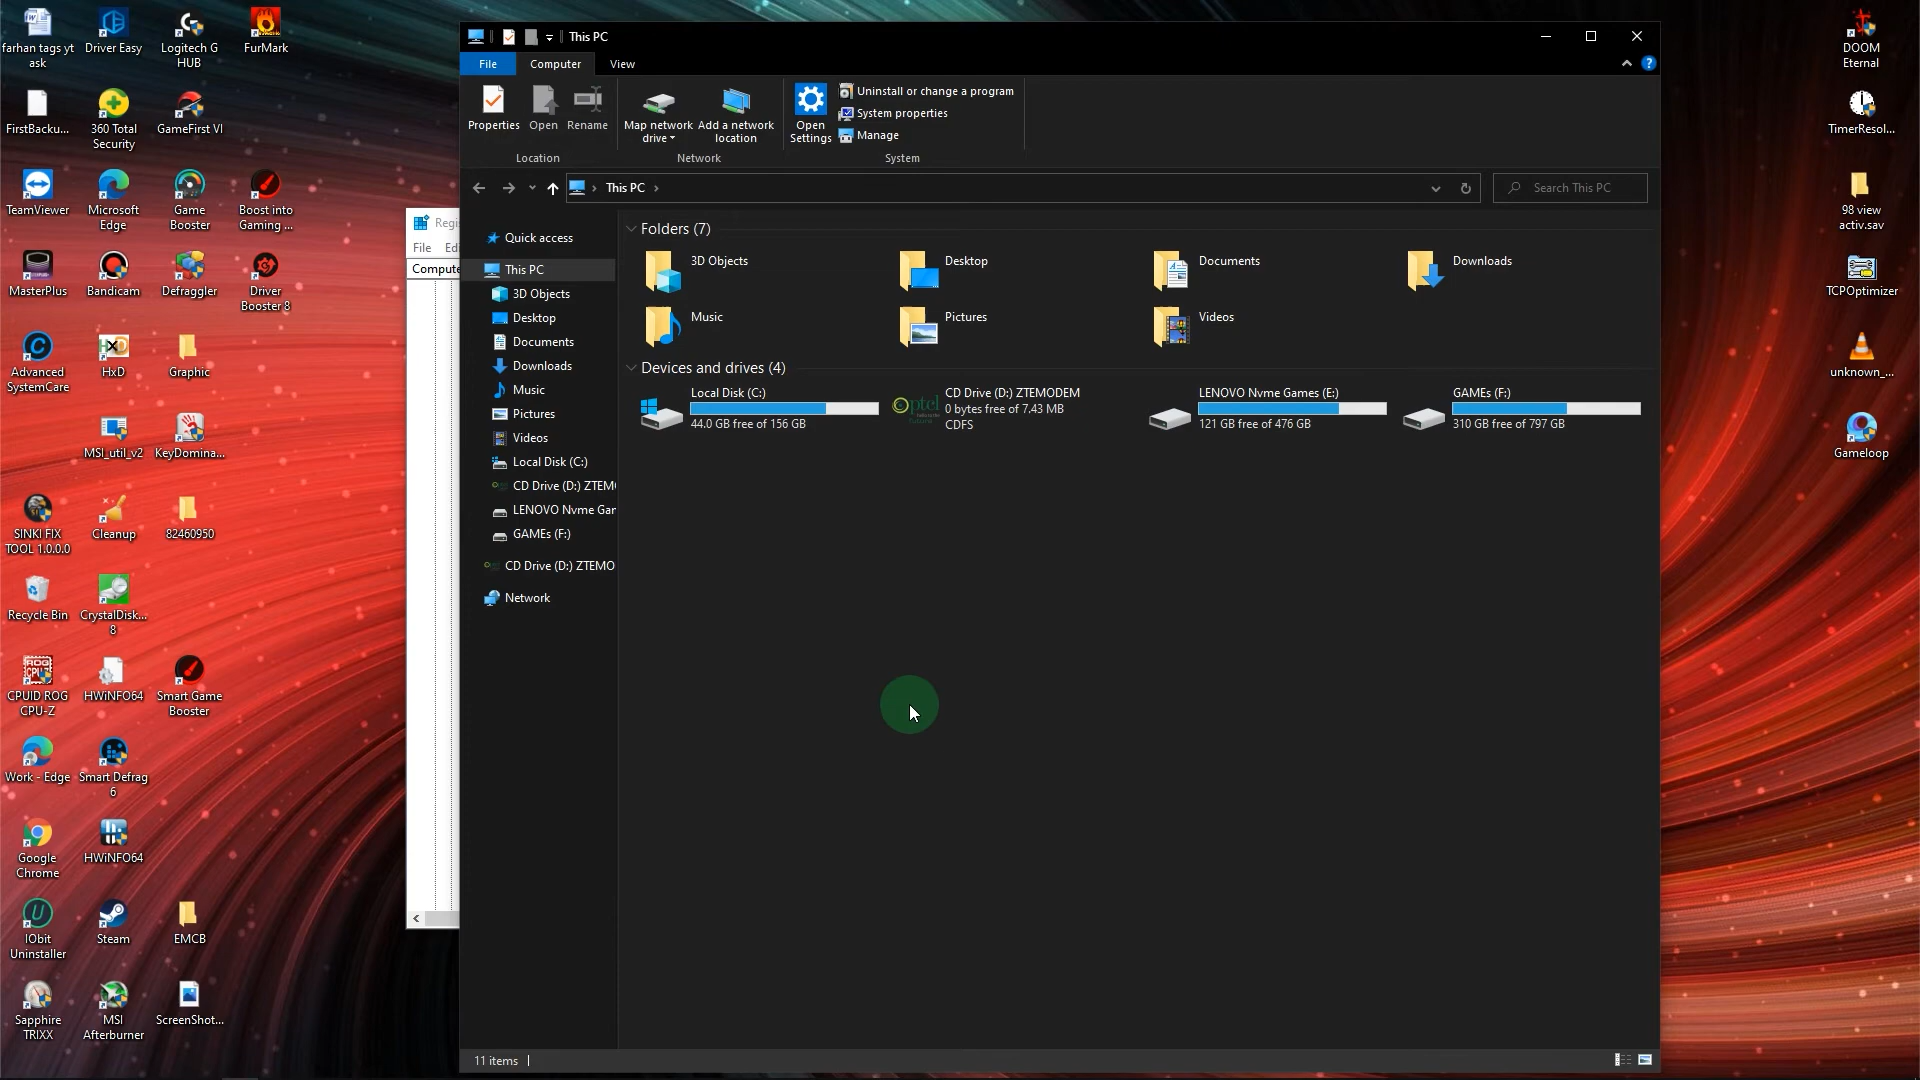 farhan tags yt
ask
Driver Easy
Logitech G
HUB
FurMark
FirstBacku...
360 Total
Security
GameFirst VI
TeamViewer
Microsoft
Edge
Game
Booster
Boost into
Gaming ...
MasterPlus
Bandicam
Defraggler
Driver
Booster 8
Advanced
SystemCare
HxD
Graphic
MSI_util_v2
KeyDomina...
SINKI FIX
TOOL 1.0.0.0
Cleanup
82460950
Recycle Bin
CrystalDisk...
8
CPUID ROG
CPU-Z
HWiNFO64
Smart Game
Booster
Work - Edge
Smart Defrag
6
Google
Chrome
HWiNFO64
IObit
Uninstaller
Steam
EMCB
Sapphire
TRIXX
MSI
Afterburner
ScreenShot...
File
Compute
This PC
File
Computer
View
Properties
Open
Rename
Location
Map network
drive
Add a network
location
Network
Open
Settings
Uninstall or change a program
System properties
Manage
System
This PC
Search This PC
Quick access
This PC
3D Objects
Desktop
Documents
Downloads
Music
Pictures
Videos
Local Disk (C:)
CD Drive (D:) ZTEM
LENOVO Nvme Gar
GAMEs (F:)
CD Drive (D:) ZTEMO
Network
Folders (7)
3D Objects
Desktop
Documents
Downloads
Music
Pictures
Videos
Devices and drives (4)
Local Disk (C:)
44.0 GB free of 156 GB
ptcl
CD Drive (D:) ZTEMODEM
0 bytes free of 7.43 MB
CDFS
LENOVO Nvme Games (E:)
121 GB free of 476 GB
GAMEs (F:)
310 GB free of 797 GB
11 items
DOOM
Eternal
TimerResol...
98 view
activ.sav
TCPOptimizer
unknown_...
Gameloop